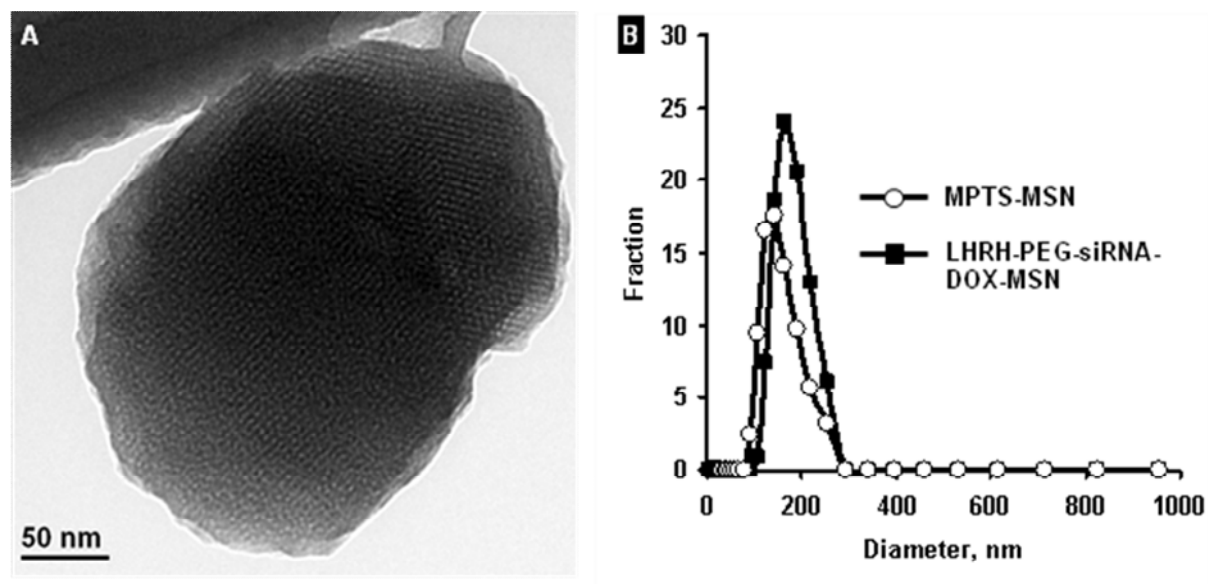 A
50 nm
B
30
25
20
15
10
5
0
Fraction
0 200 400 600 800 1000
Diameter, nm
MPTS-MSN
LHRH-PEG-siRNA-
DOX-MSN